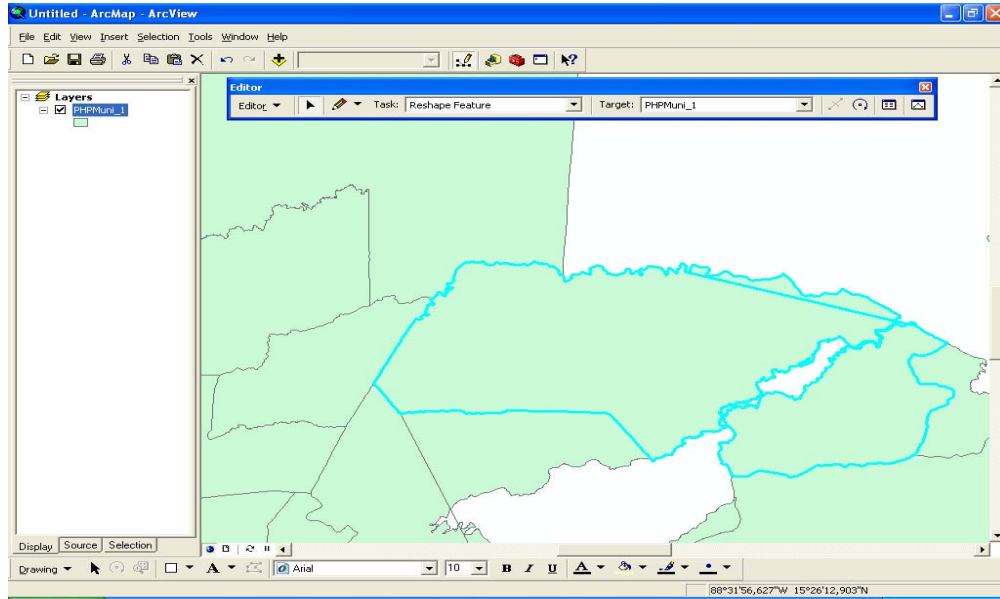 Untitled - ArcMap - ArcView
File Edit View Insert Selection Tools Window Help
Editor
Editor Task: Reshape Feature Target: PHPMuni_1
Layers
PHPMuni_1
Display Source Selection
Drawing A Arial 10 B I U A
88°31'56,627"W 15°26'12,903"N